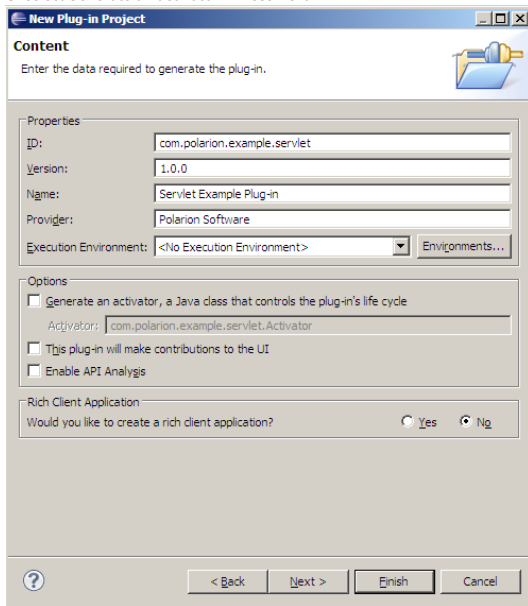 New Plug-in Project
Content
Enter the data required to generate the plug-in.
Properties
ID: com.polarion.example.servlet
Version: 1.0.0
Name: Servlet Example Plug-in
Provider: Polarion Software
Execution Environment: <No Execution Environment> Environments...
Options
Generate an activator, a Java class that controls the plug-in's life cycle
Activator: com.polarion.example.servlet.Activator
This plug-in will make contributions to the UI
Enable API Analysis
Rich Client Application
Would you like to create a rich client application? Yes No
? < Back Next > Finish Cancel